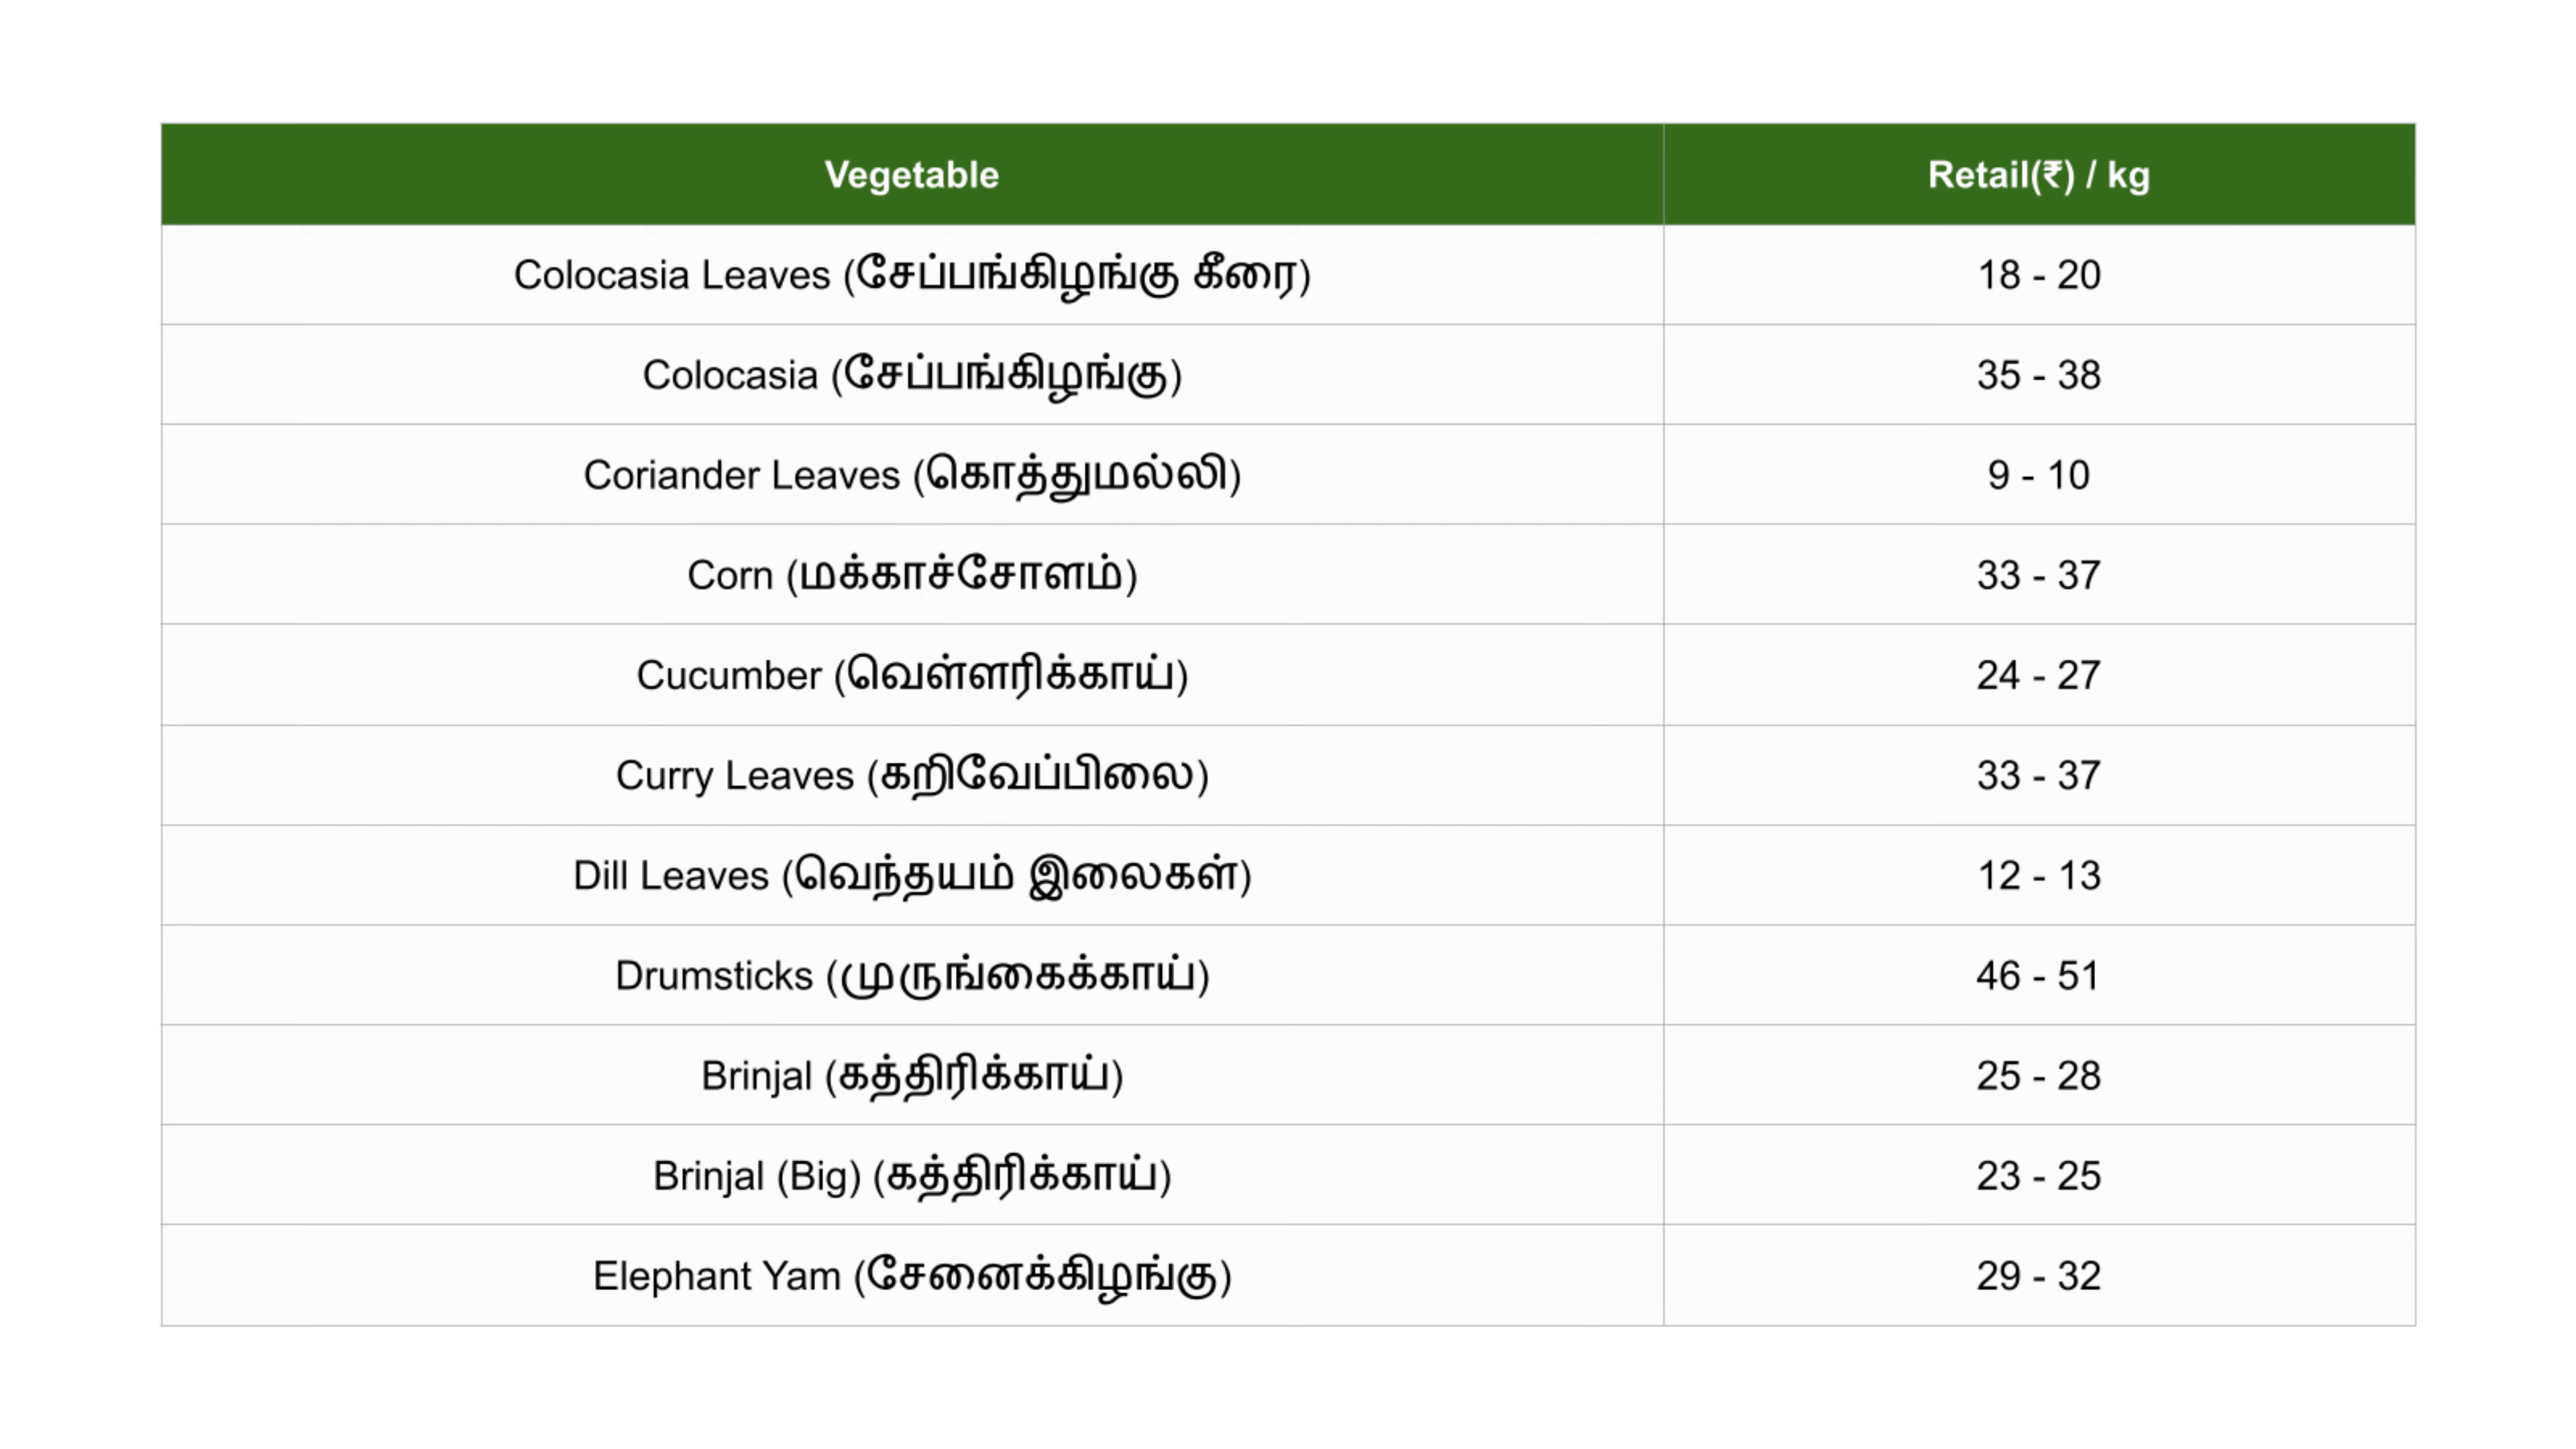 Vegetable Retail(₹) / kg
Colocasia Leaves (சேப்பங்கிழங்கு கீரை) 18 - 20
Colocasia (சேப்பங்கிழங்கு) 35 - 38
Coriander Leaves (கொத்துமல்லி) 9 - 10
Corn (மக்காச்சோளம்) 33 - 37
Cucumber (வெள்ளரிக்காய்) 24 - 27
Curry Leaves (கறிவேப்பிலை) 33 - 37
Dill Leaves (வெந்தயம் இலைகள்) 12 - 13
Drumsticks (முருங்கைக்காய்) 46 - 51
Brinjal (கத்திரிக்காய்) 25 - 28
Brinjal (Big) (கத்திரிக்காய்) 23 - 25
Elephant Yam (சேனைக்கிழங்கு) 29 - 32